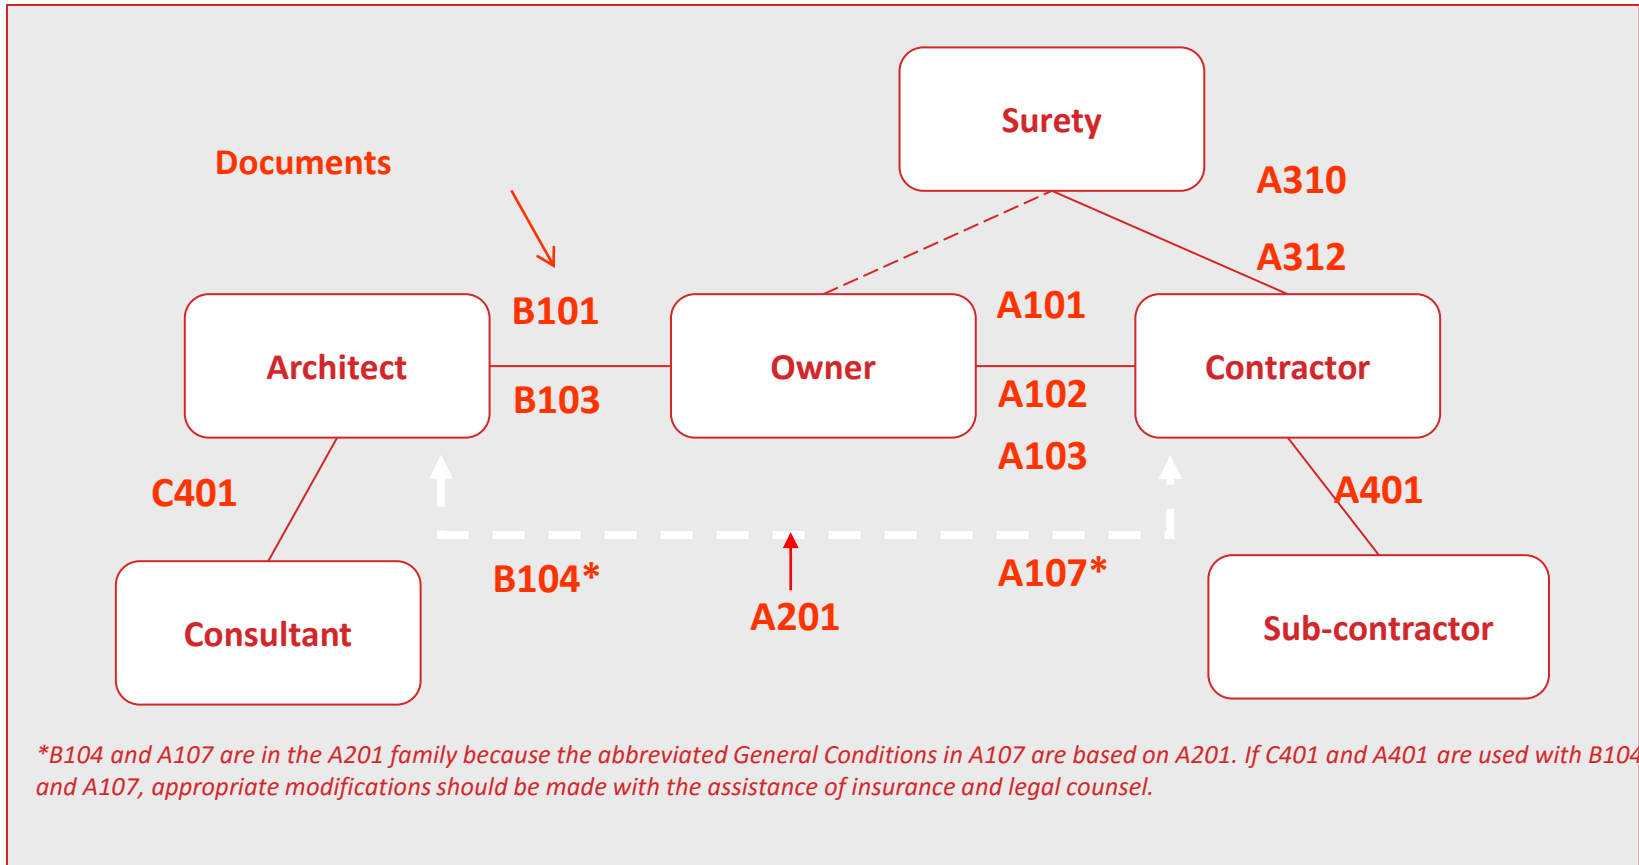 Surety
Documents
A310
A312
B101
A101
Architect
Owner
Contractor
B103
A102
A103
C401
A401
B104*
A107*
A201
Consultant
Sub-contractor
*B104 and A107 are in the A201 family because the abbreviated General Conditions in A107 are based on A201. If C401 and A401 are used with B104
and A107, appropriate modifications should be made with the assistance of insurance and legal counsel.